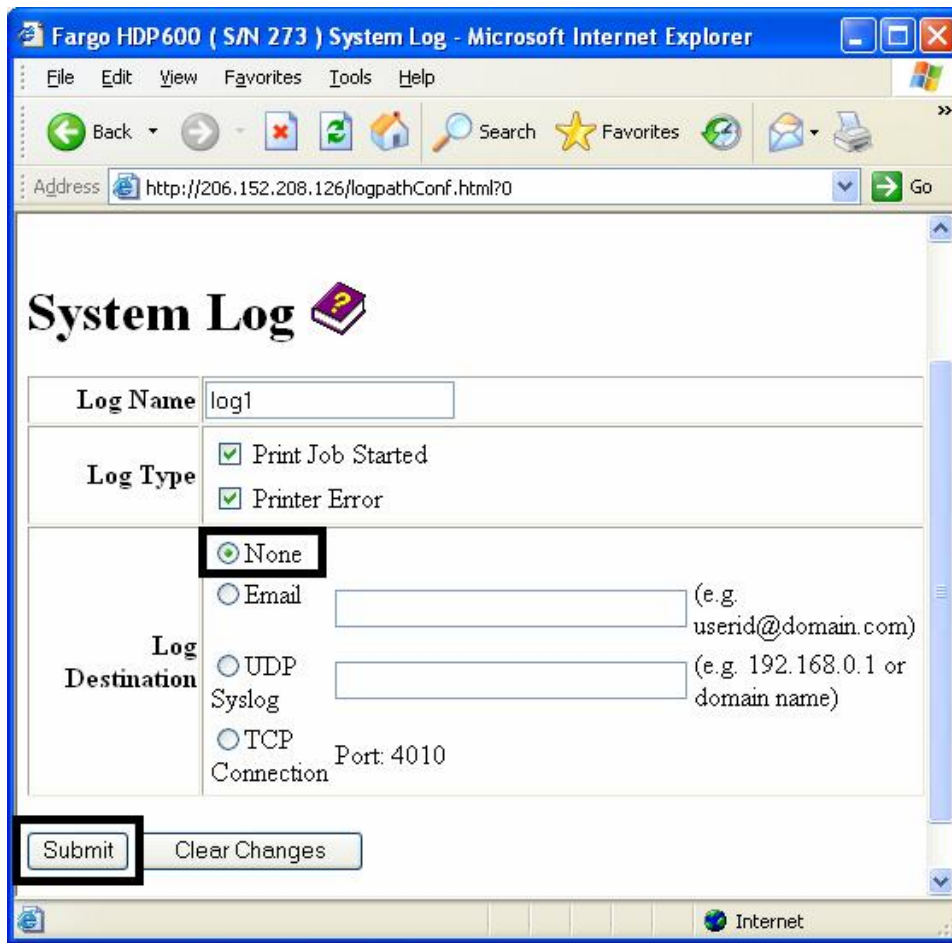 Fargo HDP600 ( S/N 273 ) System Log - Microsoft Internet Explorer
File Edit View Favorites Tools Help
Back Search Favorites »
Address http://206.152.208.126/logpathConf.html?0 Go
System Log ?
Log Name log1
Log Type
Print Job Started
Printer Error
Log Destination
None
Email (e.g. userid@domain.com)
UDP Syslog (e.g. 192.168.0.1 or domain name)
TCP Connection Port: 4010
Submit Clear Changes
Internet